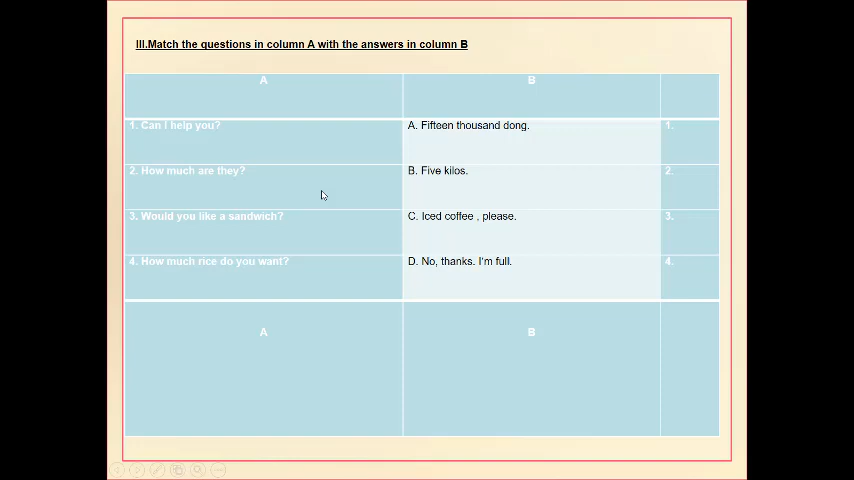 III.Match the questions in column A with the answers in column B
A B
1. Can I help you? A. Fifteen thousand dong. 1.
2. How much are they? B. Five kilos. 2.
3. Would you like a sandwich? C. Iced coffee , please. 3.
4. How much rice do you want? D. No, thanks. I'm full. 4.
A B